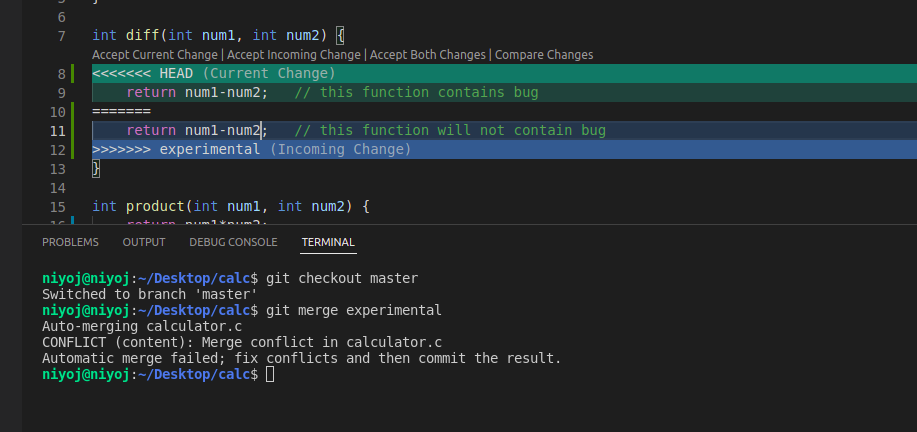 6
7 int diff(int num1, int num2) {
Accept Current Change | Accept Incoming Change | Accept Both Changes | Compare Changes
8 <<<<<<< HEAD (Current Change)
9 return num1-num2; // this function contains bug
10 =======
11 return num1-num2; // this function will not contain bug
12 >>>>>>> experimental (Incoming Change)
13 }
14
15 int product(int num1, int num2) {
PROBLEMS OUTPUT DEBUG CONSOLE TERMINAL
niyoj@niyoj:~/Desktop/calc$ git checkout master
Switched to branch 'master'
niyoj@niyoj:~/Desktop/calc$ git merge experimental
Auto-merging calculator.c
CONFLICT (content): Merge conflict in calculator.c
Automatic merge failed; fix conflicts and then commit the result.
niyoj@niyoj:~/Desktop/calc$